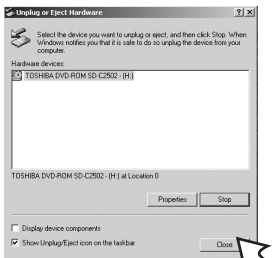 Unplug or Eject Hardware
Select the device you want to unplug or eject, and then click Stop. When
Windows notifies you that it is safe to do so unplug the device from your
computer.
Hardware devices:
TOSHIBA DVD-ROM SD-C2502 - (H:)
TOSHIBA DVD-ROM SD-C2502 - (H:) at Location 0
Properties Stop
Display device components
Show Unplug/Eject icon on the taskbar
Close